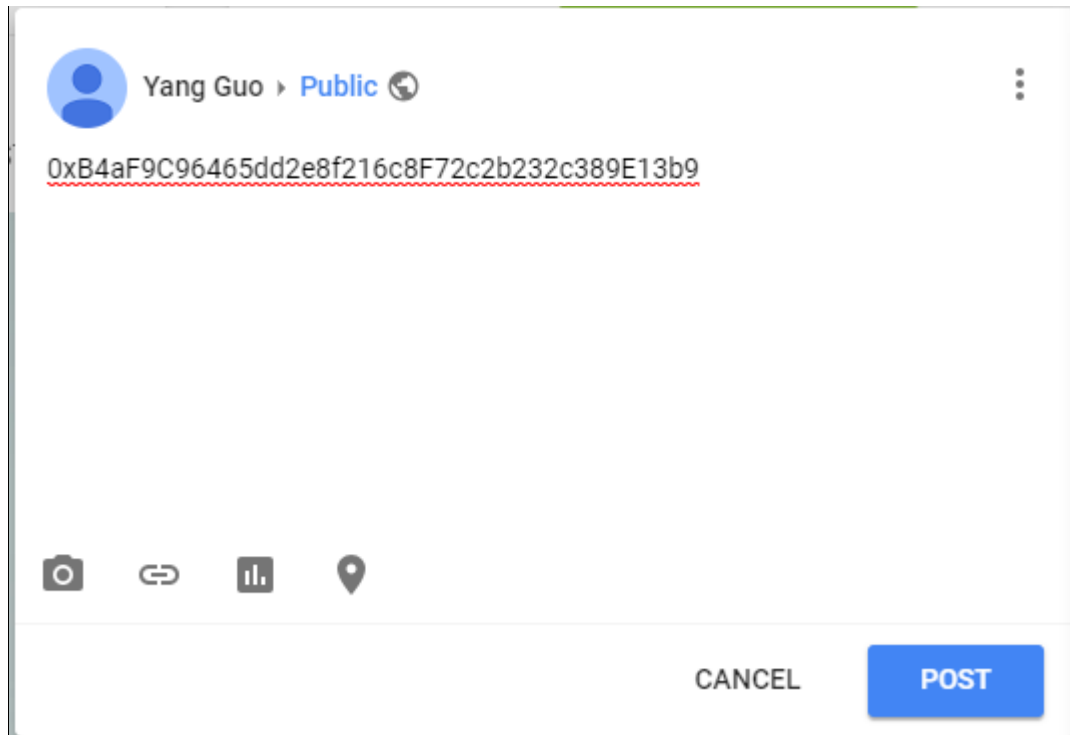 Yang Guo Public
0xB4aF9C96465dd2e8f216c8F72c2b232c389E13b9
CANCEL POST